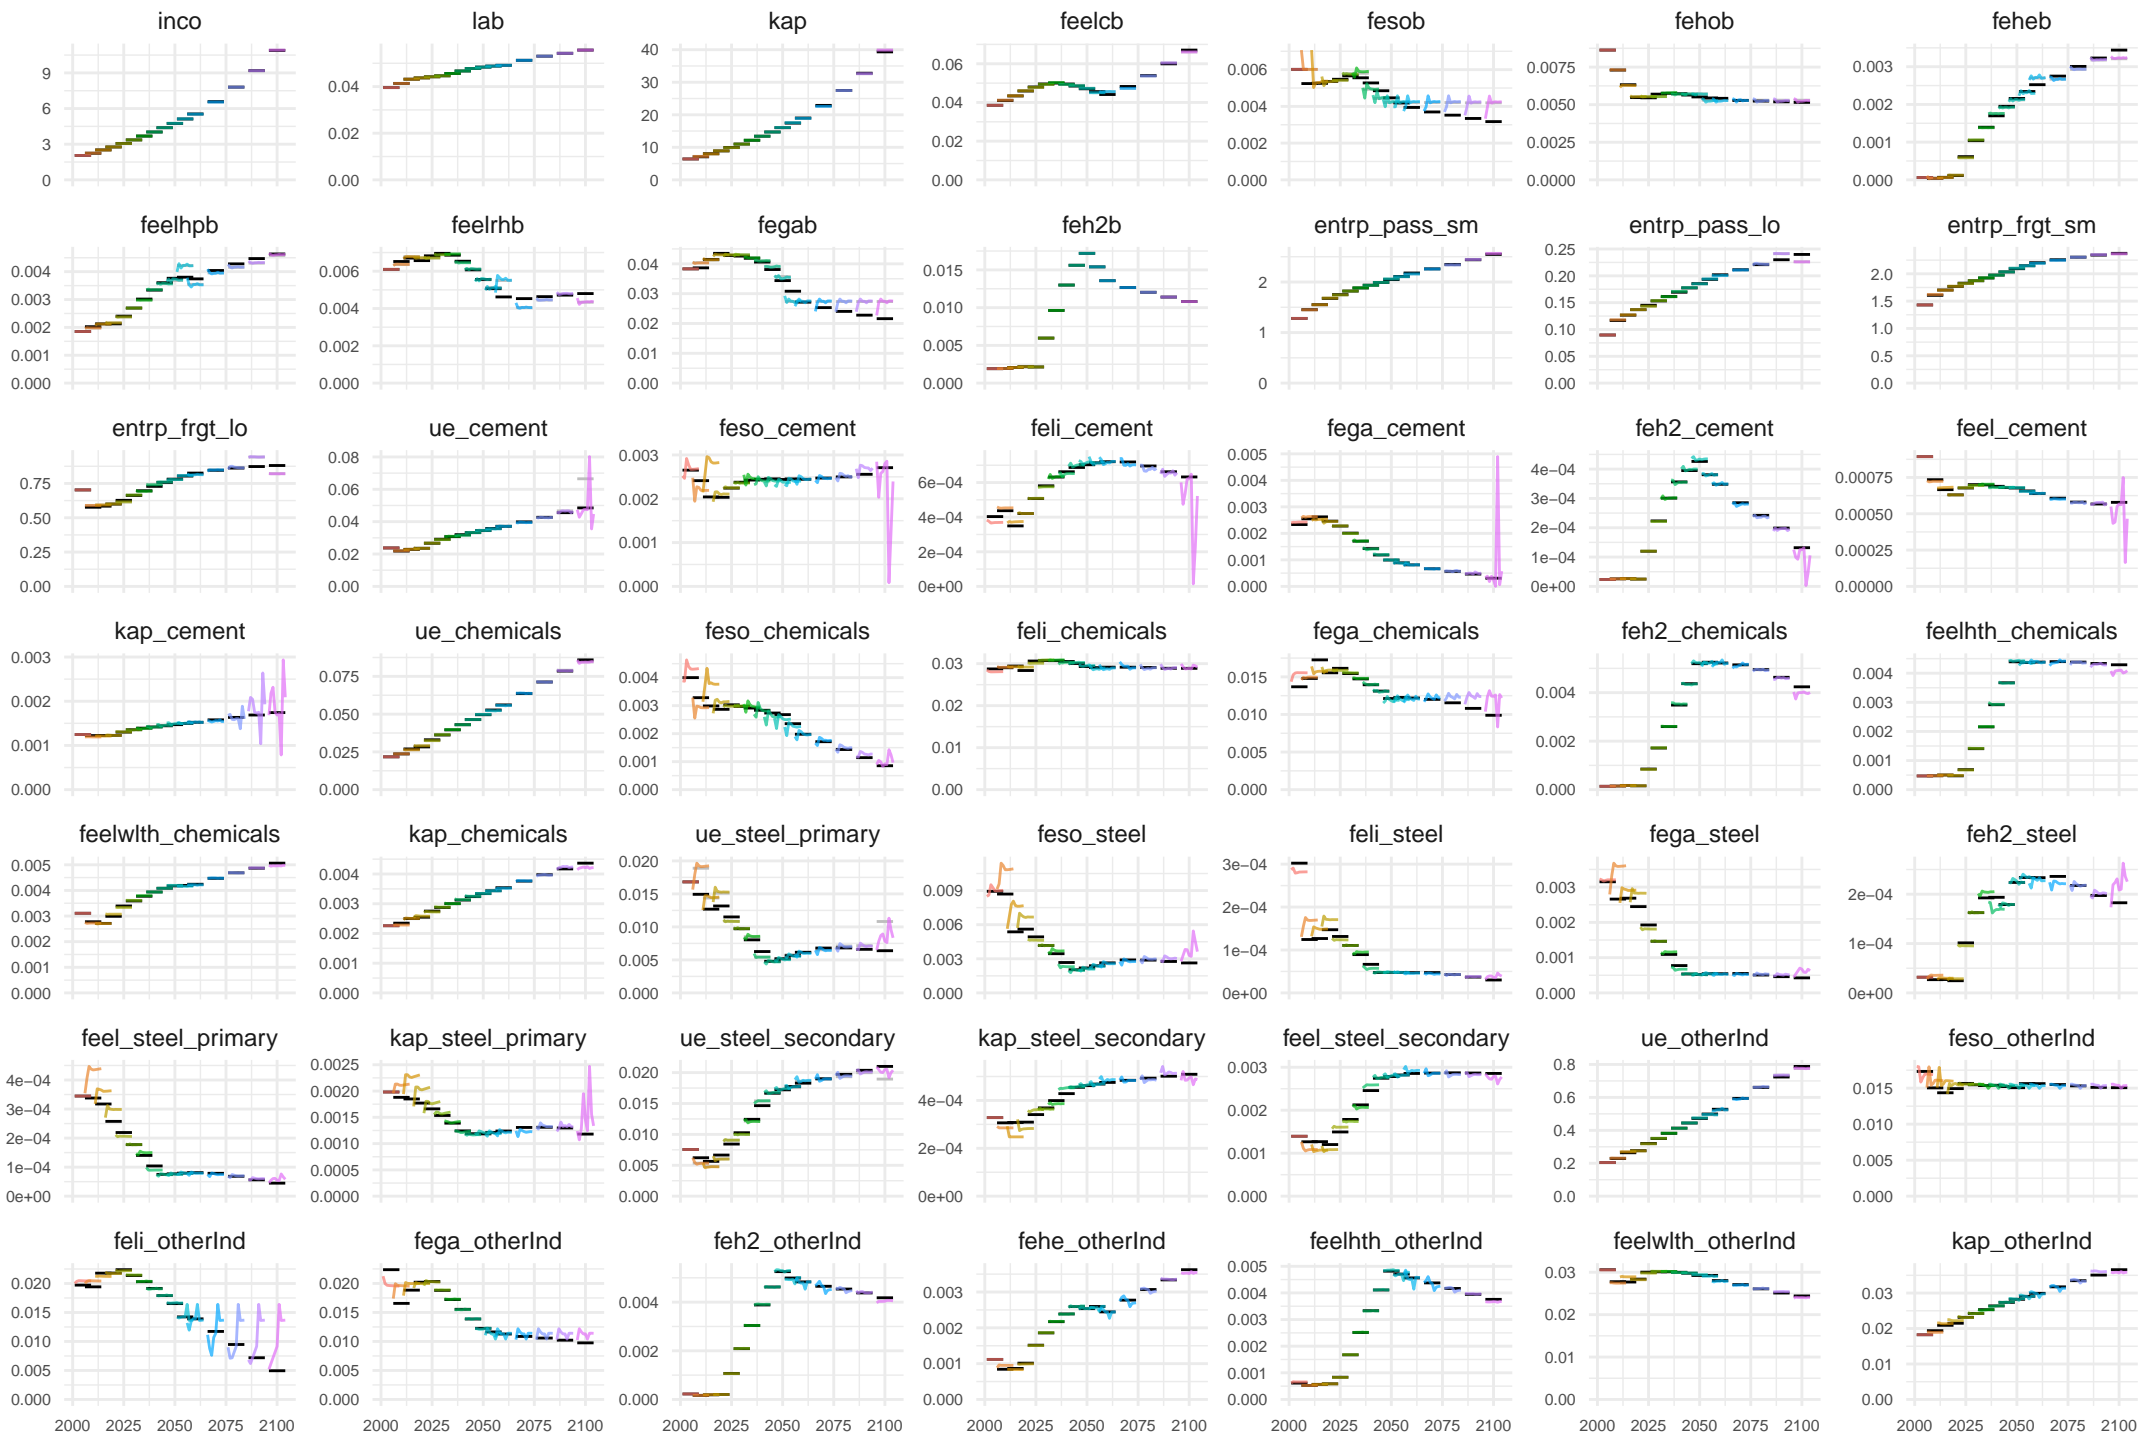 inco lab kap feelcb fesob fehob feheb
9 6 3 0
0.04 0.02 0.00
40 30 20 10 0
0.06 0.04 0.02 0.00
0.006 0.004 0.002 0.000
0.0075 0.0050 0.0025 0.0000
0.003 0.002 0.001 0.000
feelhpb feelrhb fegab feh2b entrp_pass_sm entrp_pass_lo entrp_frgt_sm
0.004 0.003 0.002 0.001 0.000
0.006 0.004 0.002 0.000
0.04 0.03 0.02 0.01 0.00
0.015 0.010 0.005 0.000
2 1 0
0.25 0.20 0.15 0.10 0.05 0.00
2.0 1.5 1.0 0.5 0.0
entrp_frgt_lo ue_cement feso_cement feli_cement fega_cement feh2_cement feel_cement
0.75 0.50 0.25 0.00
0.08 0.06 0.04 0.02 0.00
0.003 0.002 0.001 0.000
6e−04 4e−04 2e−04 0e+00
0.005 0.004 0.003 0.002 0.001 0.000
4e−04 3e−04 2e−04 1e−04 0e+00
0.00075 0.00050 0.00025 0.00000
kap_cement ue_chemicals feso_chemicals feli_chemicals fega_chemicals feh2_chemicals feelhth_chemicals
0.003 0.002 0.001 0.000
0.075 0.050 0.025 0.000
0.004 0.003 0.002 0.001 0.000
0.03 0.02 0.01 0.00
0.015 0.010 0.005 0.000
0.004 0.002 0.000
0.004 0.003 0.002 0.001 0.000
feelwlth_chemicals kap_chemicals ue_steel_primary feso_steel feli_steel fega_steel feh2_steel
0.005 0.004 0.003 0.002 0.001 0.000
0.004 0.003 0.002 0.001 0.000
0.020 0.015 0.010 0.005 0.000
0.009 0.006 0.003 0.000
3e−04 2e−04 1e−04 0e+00
0.003 0.002 0.001 0.000
2e−04 1e−04 0e+00
feel_steel_primary kap_steel_primary ue_steel_secondary kap_steel_secondary feel_steel_secondary ue_otherInd feso_otherInd
4e−04 3e−04 2e−04 1e−04 0e+00
0.0025 0.0020 0.0015 0.0010 0.0005 0.0000
0.020 0.015 0.010 0.005 0.000
4e−04 2e−04 0e+00
0.003 0.002 0.001 0.000
0.8 0.6 0.4 0.2 0.0
0.015 0.010 0.005 0.000
feli_otherInd fega_otherInd feh2_otherInd fehe_otherInd feelhth_otherInd feelwlth_otherInd kap_otherInd
0.020 0.015 0.010 0.005 0.000
0.020 0.015 0.010 0.005 0.000
0.004 0.002 0.000
0.003 0.002 0.001 0.000
0.005 0.004 0.003 0.002 0.001 0.000
0.03 0.02 0.01 0.00
0.03 0.02 0.01 0.00
2000 2025 2050 2075 2100
2000 2025 2050 2075 2100
2000 2025 2050 2075 2100
2000 2025 2050 2075 2100
2000 2025 2050 2075 2100
2000 2025 2050 2075 2100
2000 2025 2050 2075 2100